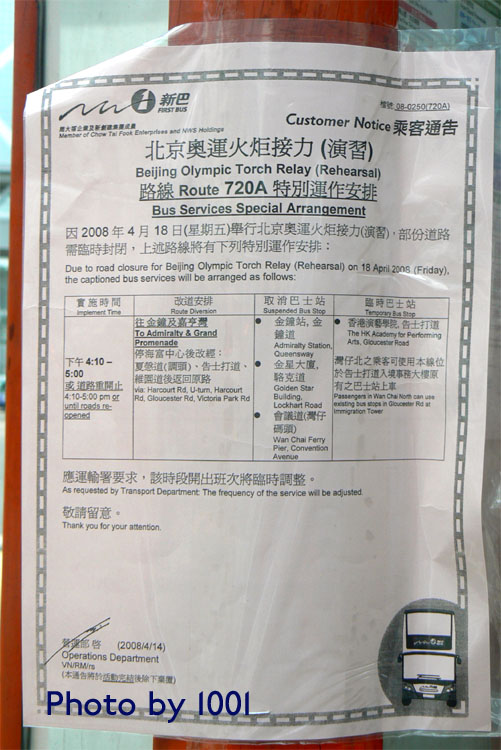 新巴
FIRST BUS
周大福企業及新創建集團成員
Member of Chow Tai Fook Enterprises and NWS Holdings
檔號: 08-0250(720A)
Customer Notice 乘客通告
北京奧運火炬接力 (演習)
Beijing Olympic Torch Relay (Rehearsal)
路線 Route 720A 特別運作安排
Bus Services Special Arrangement
因 2008 年 4 月 18 日(星期五)舉行北京奧運火炬接力(演習)，部份道路
需臨時封閉，上述路線將有下列特別運作安排：
Due to road closure for Beijing Olympic Torch Relay (Rehearsal) on 18 April 2008 (Friday),
the captioned bus services will be arranged as follows:
實施時間
Implement Time
改道安排
Route Diversion
取消巴士站
Suspended Bus Stop
臨時巴士站
Temporary Bus Stop
下午 4:10 –
5:00
或 道路重開止
4:10-5:00 pm or
until roads re-
opened
往 金鐘及嘉亨灣
To Admiralty & Grand
Promenade
停海富中心後改經：
夏慤道(調頭)、告士打道、
維園道後返回原路
via: Harcourt Rd, U-turn, Harcourt
Rd, Gloucester Rd, Victoria Park Rd
● 金鐘站, 金
鐘道
Admiralty Station,
Queensway
● 金星大廈,
駱克道
Golden Star
Building,
Lockhart Road
● 會議道(灣仔
碼頭)
Wan Chai Ferry
Pier, Convention
Avenue
● 香港演藝學院, 告士打道
The HK Academy for Performing
Arts, Gloucester Road
灣仔北之乘客可使用本線位
於告士打道入境事務大樓原
有之巴士站上車
Passengers in Wan Chai North can use
existing bus stops in Gloucester Rd at
Immigration Tower
應運輸署要求，該時段開出班次將臨時調整。
As requested by Transport Department: The frequency of the service will be adjusted.
敬請留意。
Thank you for your attention.
營運部 啓 (2008/4/14)
Operations Department
VN/RM/rs
(本通告將於活動完結後除下棄置)
Photo by 1001